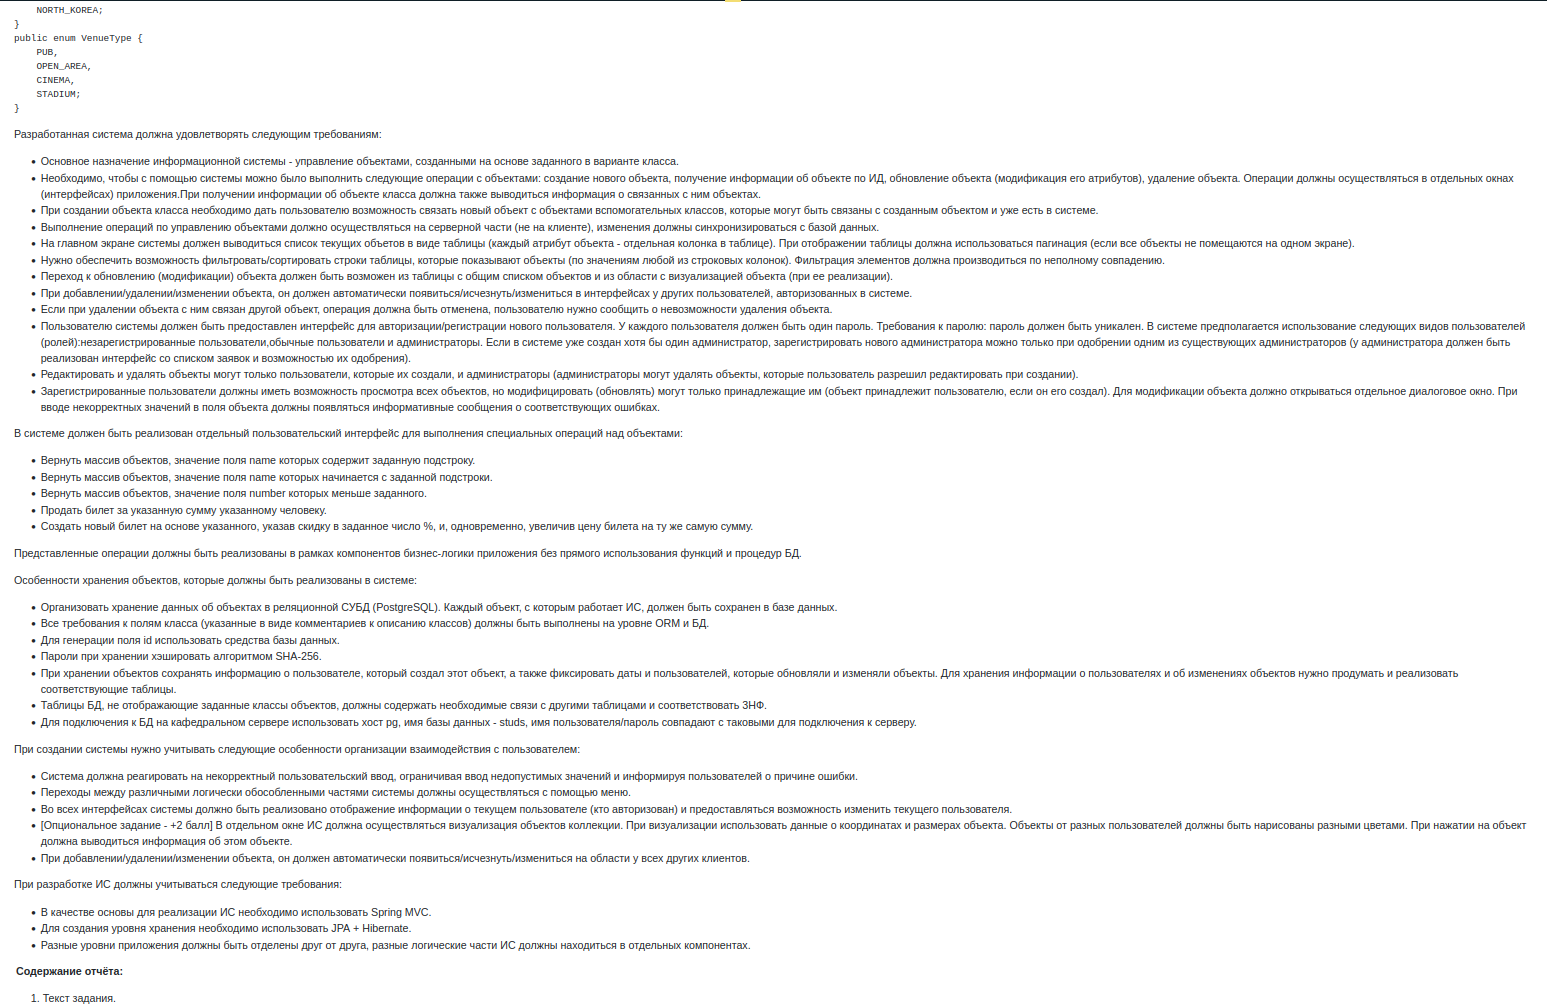 NORTH_KOREA;
}
public enum VenueType {
PUB,
OPEN_AREA,
CINEMA,
STADIUM;
}
Разработанная система должна удовлетворять следующим требованиям:
• Основное назначение информационной системы - управление объектами, созданными на основе заданного в варианте класса.
• Необходимо, чтобы с помощью системы можно было выполнить следующие операции с объектами: создание нового объекта, получение информации об объекте по ИД, обновление объекта (модификация его атрибутов), удаление объекта. Операции должны осуществляться в отдельных окнах
(интерфейсах) приложения.При получении информации об объекте класса должна также выводиться информация о связанных с ним объектах.
• При создании объекта класса необходимо дать пользователю возможность связать новый объект с объектами вспомогательных классов, которые могут быть связаны с созданным объектом и уже есть в системе.
• Выполнение операций по управлению объектами должно осуществляться на серверной части (не на клиенте), изменения должны синхронизироваться с базой данных.
• На главном экране системы должен выводиться список текущих объетов в виде таблицы (каждый атрибут объекта - отдельная колонка в таблице). При отображении таблицы должна использоваться пагинация (если все объекты не помещаются на одном экране).
• Нужно обеспечить возможность фильтровать/сортировать строки таблицы, которые показывают объекты (по значениям любой из строковых колонок). Фильтрация элементов должна производиться по неполному совпадению.
• Переход к обновлению (модификации) объекта должен быть возможен из таблицы с общим списком объектов и из области с визуализацией объекта (при ее реализации).
• При добавлении/удалении/изменении объекта, он должен автоматически появиться/исчезнуть/измениться в интерфейсах у других пользователей, авторизованных в системе.
• Если при удалении объекта с ним связан другой объект, операция должна быть отменена, пользователю нужно сообщить о невозможности удаления объекта.
• Пользователю системы должен быть предоставлен интерфейс для авторизации/регистрации нового пользователя. У каждого пользователя должен быть один пароль. Требования к паролю: пароль должен быть уникален. В системе предполагается использование следующих видов пользователей
(ролей):незарегистрированные пользователи,обычные пользователи и администраторы. Если в системе уже создан хотя бы один администратор, зарегистрировать нового администратора можно только при одобрении одним из существующих администраторов (у администратора должен быть
реализован интерфейс со списком заявок и возможностью их одобрения).
• Редактировать и удалять объекты могут только пользователи, которые их создали, и администраторы (администраторы могут удалять объекты, которые пользователь разрешил редактировать при создании).
• Зарегистрированные пользователи должны иметь возможность просмотра всех объектов, но модифицировать (обновлять) могут только принадлежащие им (объект принадлежит пользователю, если он его создал). Для модификации объекта должно открываться отдельное диалоговое окно. При
вводе некорректных значений в поля объекта должны появляться информативные сообщения о соответствующих ошибках.
В системе должен быть реализован отдельный пользовательский интерфейс для выполнения специальных операций над объектами:
• Вернуть массив объектов, значение поля name которых содержит заданную подстроку.
• Вернуть массив объектов, значение поля name которых начинается с заданной подстроки.
• Вернуть массив объектов, значение поля number которых меньше заданного.
• Продать билет за указанную сумму указанному человеку.
• Создать новый билет на основе указанного, указав скидку в заданное число %, и, одновременно, увеличив цену билета на ту же самую сумму.
Представленные операции должны быть реализованы в рамках компонентов бизнес-логики приложения без прямого использования функций и процедур БД.
Особенности хранения объектов, которые должны быть реализованы в системе:
• Организовать хранение данных об объектах в реляционной СУБД (PostgreSQL). Каждый объект, с которым работает ИС, должен быть сохранен в базе данных.
• Все требования к полям класса (указанные в виде комментариев к описанию классов) должны быть выполнены на уровне ORM и БД.
• Для генерации поля id использовать средства базы данных.
• Пароли при хранении хэшировать алгоритмом SHA-256.
• При хранении объектов сохранять информацию о пользователе, который создал этот объект, а также фиксировать даты и пользователей, которые обновляли и изменяли объекты. Для хранения информации о пользователях и об изменениях объектов нужно продумать и реализовать
соответствующие таблицы.
• Таблицы БД, не отображающие заданные классы объектов, должны содержать необходимые связи с другими таблицами и соответствовать 3НФ.
• Для подключения к БД на кафедральном сервере использовать хост pg, имя базы данных - studs, имя пользователя/пароль совпадают с таковыми для подключения к серверу.
При создании системы нужно учитывать следующие особенности организации взаимодействия с пользователем:
• Система должна реагировать на некорректный пользовательский ввод, ограничивая ввод недопустимых значений и информируя пользователей о причине ошибки.
• Переходы между различными логически обособленными частями системы должны осуществляться с помощью меню.
• Во всех интерфейсах системы должно быть реализовано отображение информации о текущем пользователе (кто авторизован) и предоставляться возможность изменить текущего пользователя.
• [Опциональное задание - +2 балл] В отдельном окне ИС должна осуществляться визуализация объектов коллекции. При визуализации использовать данные о координатах и размерах объекта. Объекты от разных пользователей должны быть нарисованы разными цветами. При нажатии на объект
должна выводиться информация об этом объекте.
• При добавлении/удалении/изменении объекта, он должен автоматически появиться/исчезнуть/измениться на области у всех других клиентов.
При разработке ИС должны учитываться следующие требования:
• В качестве основы для реализации ИС необходимо использовать Spring MVC.
• Для создания уровня хранения необходимо использовать JPA + Hibernate.
• Разные уровни приложения должны быть отделены друг от друга, разные логические части ИС должны находиться в отдельных компонентах.
Содержание отчёта:
1. Текст задания.